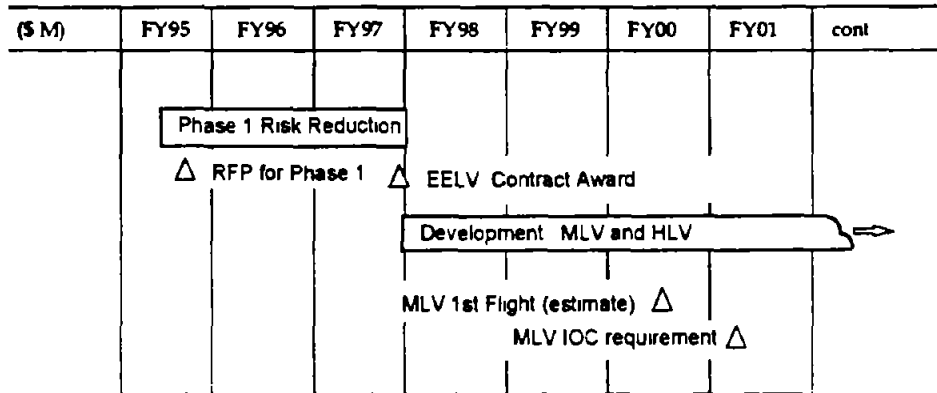 ($ M) FY95 FY96 FY97 FY98 FY99 FY00 FY01 cont
Phase 1 Risk Reduction
RFP for Phase 1 EELV Contract Award
Development MLV and HLV
MLV 1st Flight (estimate)
MLV IOC requirement